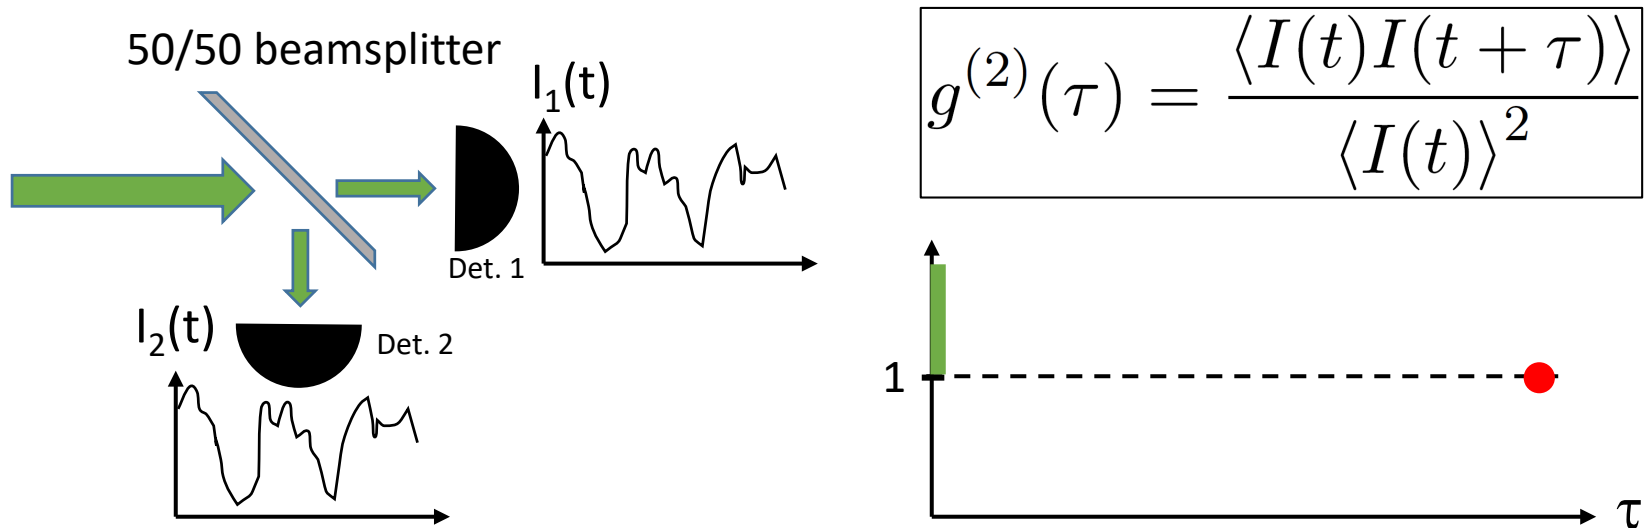 50/50 beamsplitter
I₁(t)
Det. 1
I₂(t)
Det. 2
g⁽²⁾(τ) = ⟨I(t)I(t + τ)⟩ / ⟨I(t)⟩²
1
τ